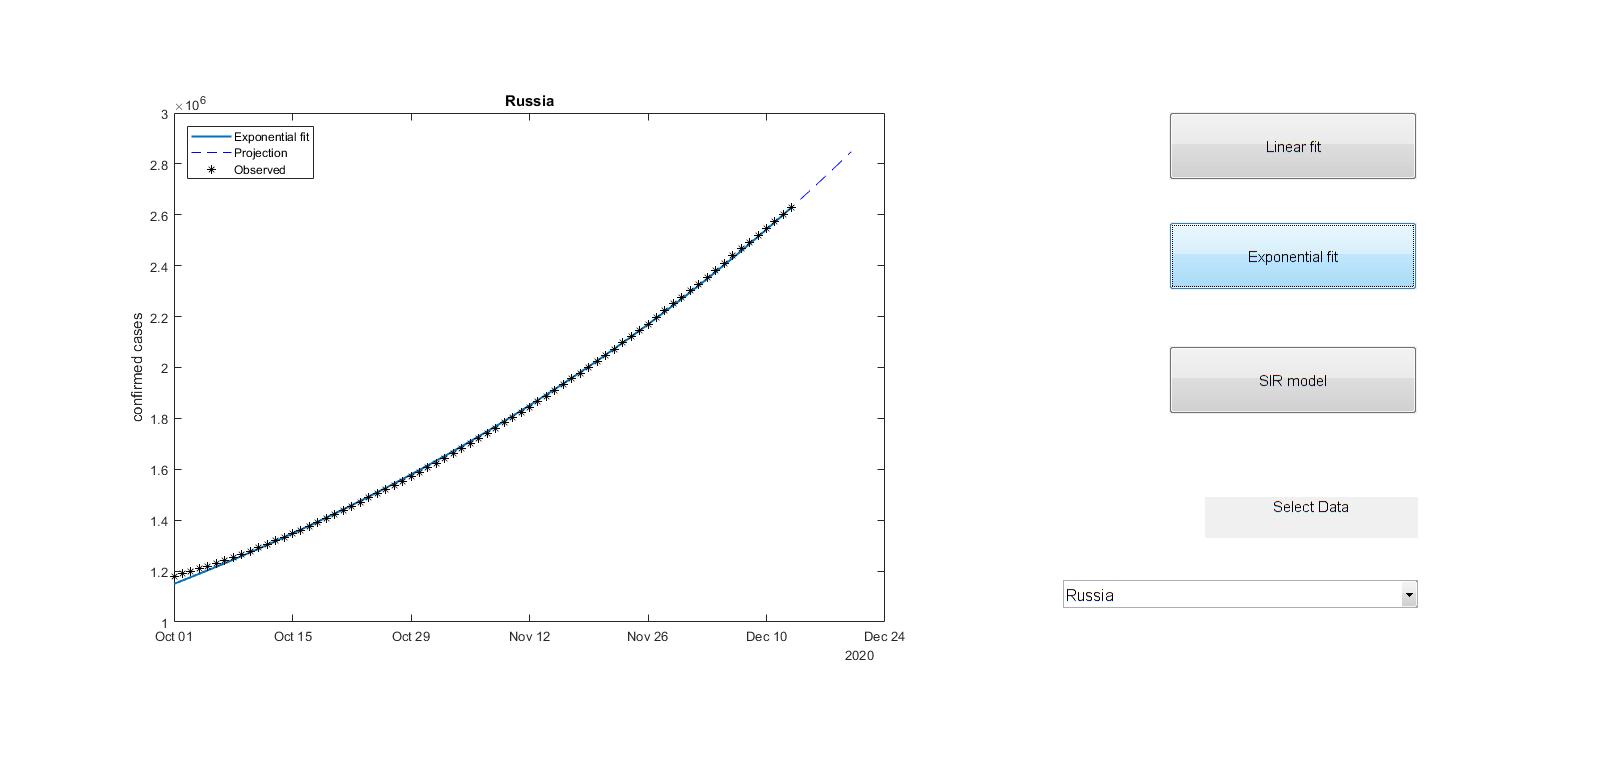 Russia
×10^6
3
2.8
2.6
2.4
2.2
2
1.8
1.6
1.4
1.2
1
confirmed cases
Exponential fit
Projection
Observed
Oct 01 Oct 15 Oct 29 Nov 12 Nov 26 Dec 10 Dec 24
2020
Linear fit
Exponential fit
SIR model
Select Data
Russia